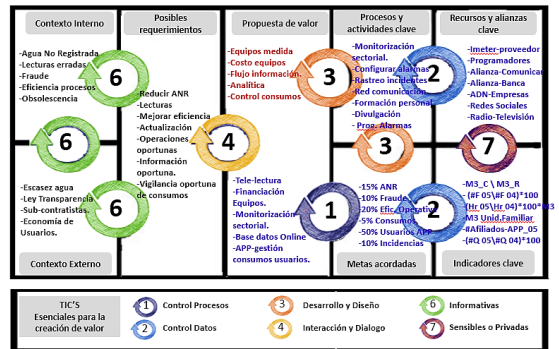 Contexto Interno
-Agua No Registrada
-Lecturas erradas.
-Fraude
-Eficiencia procesos
-Obsolescencia
6
6
-Escasez agua
-Ley Transparencia
-Sub-contratistas.
-Economía de
Usuarios.
6
Contexto Externo
Posibles
requerimientos
-Reducir ANR
-Lecturas
-Mejorar eficiencia
-Actualización
-Operaciones
oportunas
-Información
oportuna.
-Vigilancia oportuna
de consumos
Propuesta de valor
-Equipos medida
-Costo equipos
-Flujo información.
-Analítica
-Control consumos
4
-Tele-lectura
-Financiación
Equipos.
-Monitorización
sectorial.
-Base datos Online
-APP-gestión
consumos usuarios.
Procesos y
actividades clave
-Monitorización
sectorial.
-Configurar alarmas
-Rastreo incidentes
-Red comunicación.
-Formación personal
-Divulgación
- Prog. Alarmas
3
3
1
-15% ANR
-10% Fraude
-20% Efic.Operativ
-5% Consumos
-50% Usuarios APP
-10% Incidencias
Metas acordadas
Recursos y alianzas
clave
-Imeter-proveedor
-Programadores
-Alianza-Comunicar
-Alianza-Banca
-ADN-Empresas
-Redes Sociales
-Radio-Televisión
2
7
2
-M3_C \ M3_R
- (#F 05\#F 04)*100
(Hr 05\Hr_04)*100*M3
-M3 Unid.Familiar
-#Afiliados-APP_05
-(#Q 05\#Q 04)*100
Indicadores clave
TIC'S
Esenciales para la
creación de valor
1 Control Procesos
2 Control Datos
3 Desarrollo y Diseño
4 Interacción y Dialogo
6 Informativas
7 Sensibles o Privadas